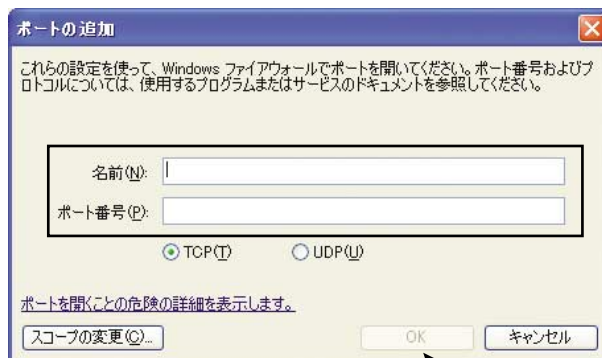 ポートの追加
これらの設定を使って、Windows ファイアウォールでポートを開いてください。ポート番号およびプ
ロトコルについては、使用するプログラムまたはサービスのドキュメントを参照してください。
名前(N):
ポート番号(P):
TCP(T) UDP(U)
ポートを開くことの危険の詳細を表示します。
スコープの変更(C)... OK キャンセル